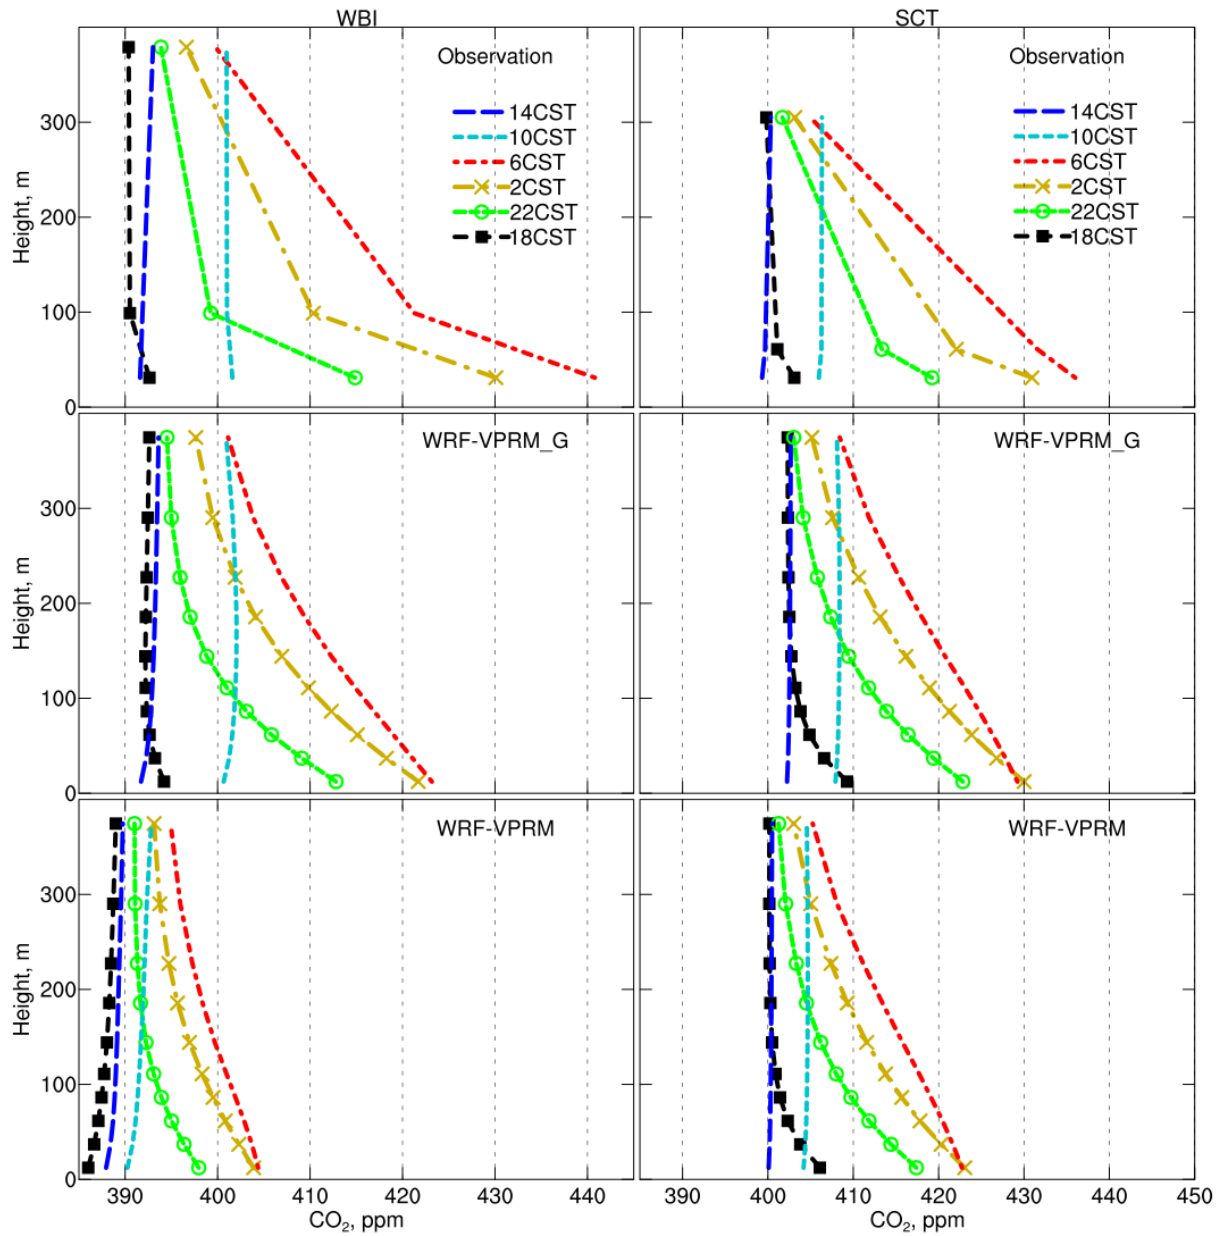 WBI
SCT
Observation
14CST
10CST
6CST
2CST
22CST
18CST
Height, m
300
200
100
0
Observation
14CST
10CST
6CST
2CST
22CST
18CST
WRF-VPRM_G
Height, m
300
200
100
0
WRF-VPRM_G
WRF-VPRM
Height, m
300
200
100
0
390 400 410 420 430 440
CO₂, ppm
WRF-VPRM
390 400 410 420 430 440 450
CO₂, ppm